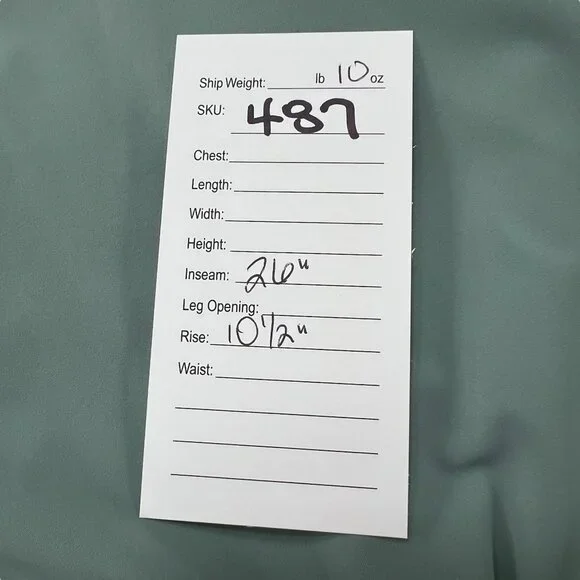 Ship Weight: lb 10 oz
SKU: 487
Chest:
Length:
Width:
Height:
Inseam: 26"
Leg Opening:
Rise: 10 1/2"
Waist: